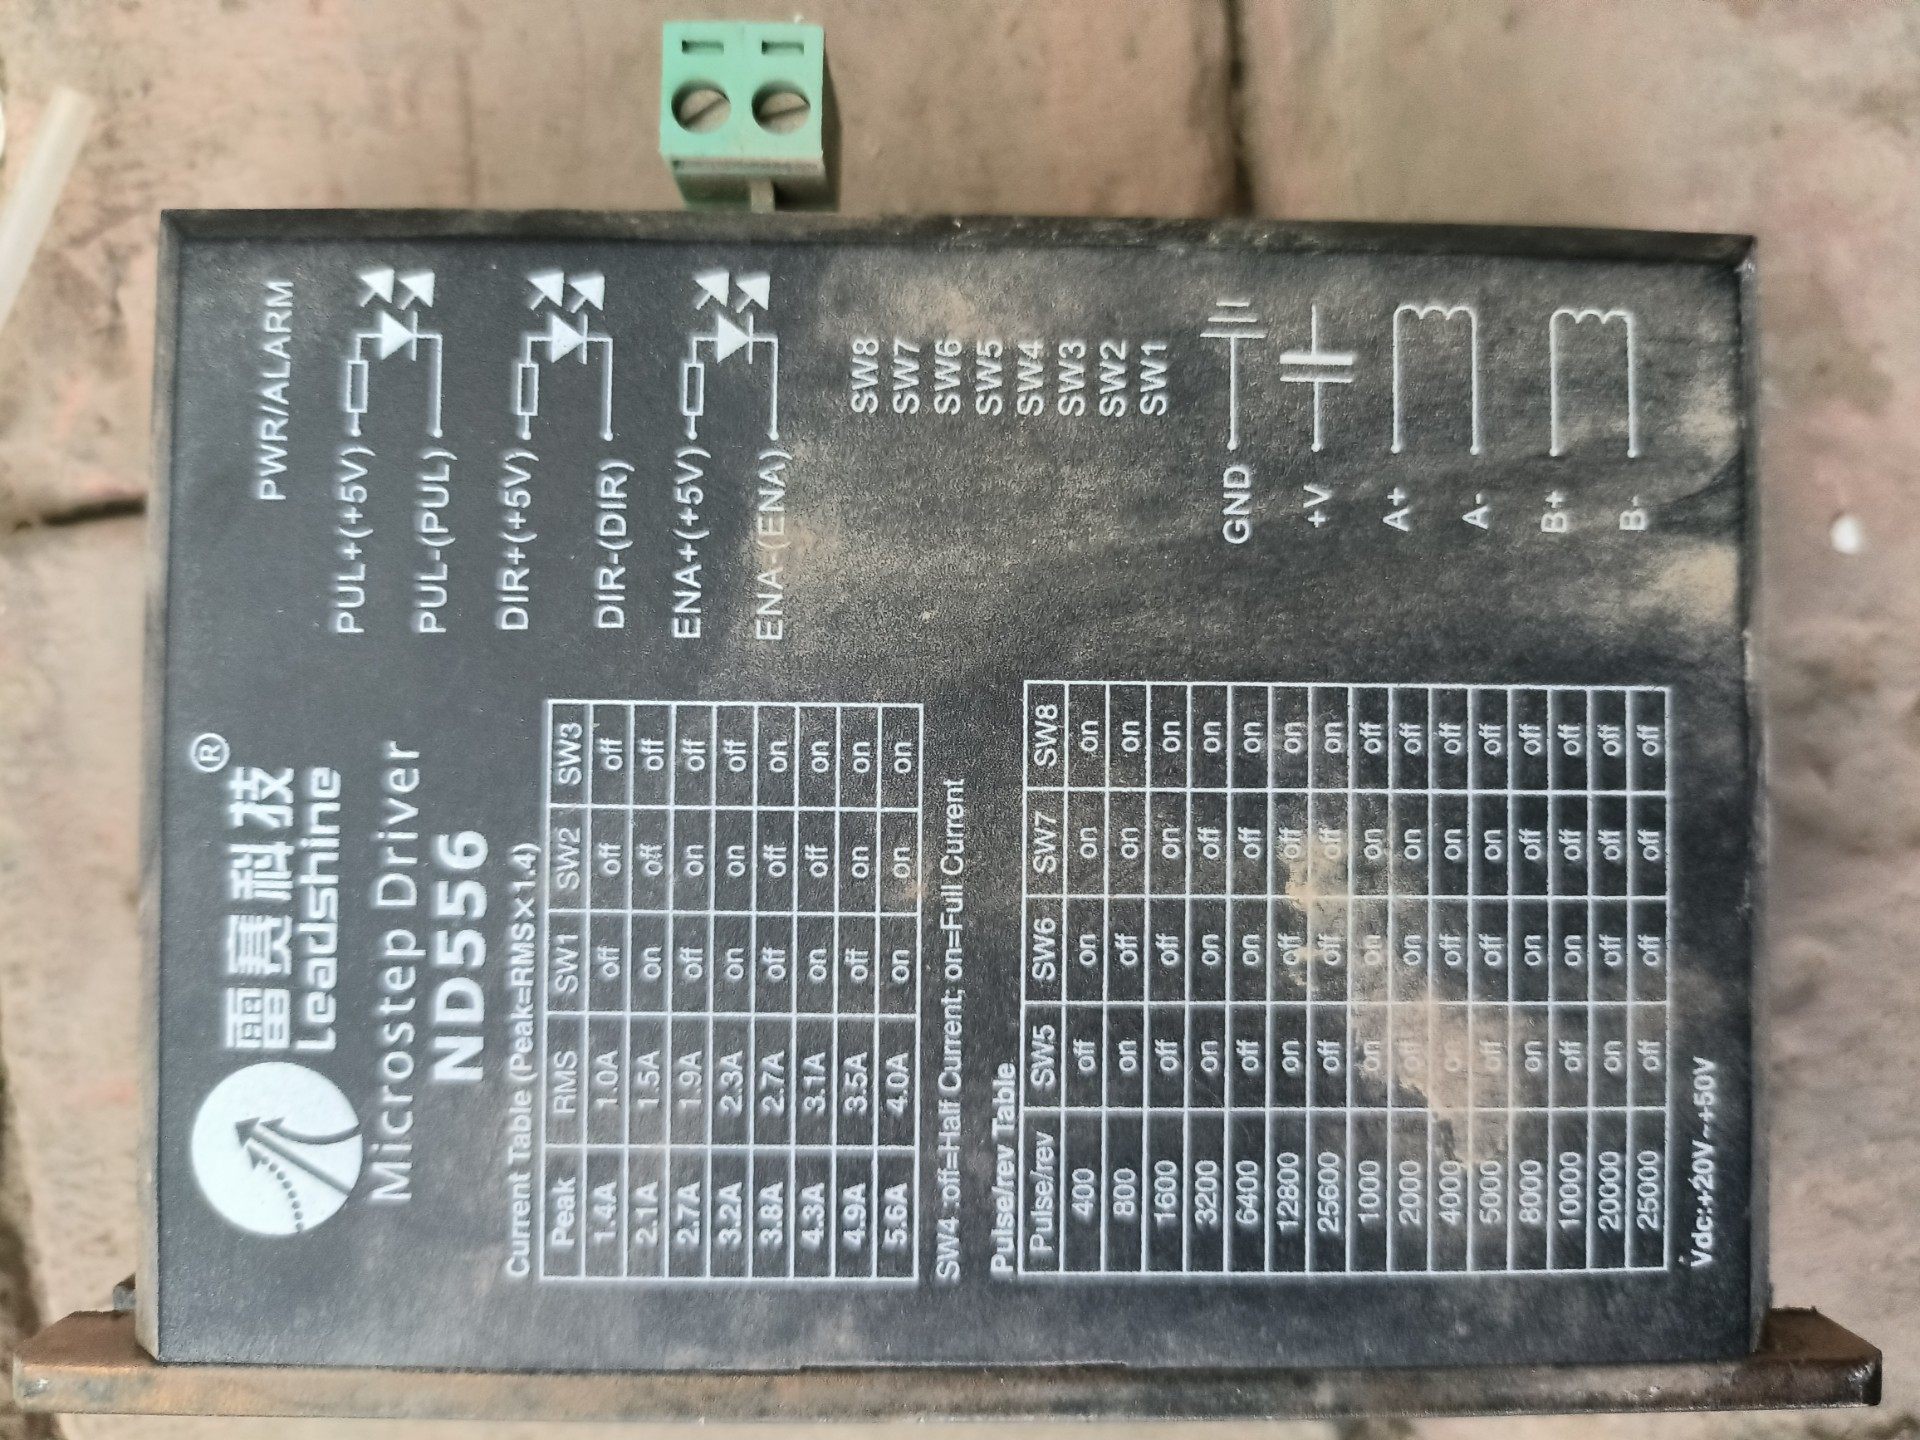 雷赛科技®
Leadshine
Microstep Driver
ND556
Current Table (Peak=RMS×1.4)
Peak RMS SW1 SW2 SW3
1.4A 1.0A off off off
2.1A 1.5A on off off
2.7A 1.9A off on off
3.2A 2.3A on on off
3.8A 2.7A off off on
4.3A 3.1A on off on
4.9A 3.5A off on on
5.6A 4.0A on on on
SW4 :off=Half Current; on=Full Current
Pulse/rev Table
Pulse/rev SW5 SW6 SW7 SW8
400 off on on on
800 on off on on
1600 off off on on
3200 on on off on
6400 off on off on
12800 on off off on
25600 off off off on
1000 on on on off
2000 off on on off
4000 on off on off
5000 off off on off
8000 on on off off
10000 off on off off
20000 on off off off
25000 off off off off
Vdc:+20V~+50V
PWR/ALARM
PUL+(+5V)
PUL-(PUL)
DIR+(+5V)
DIR-(DIR)
ENA+(+5V)
ENA-(ENA)
SW8
SW7
SW6
SW5
SW4
SW3
SW2
SW1
GND
+V
A+
A-
B+
B-